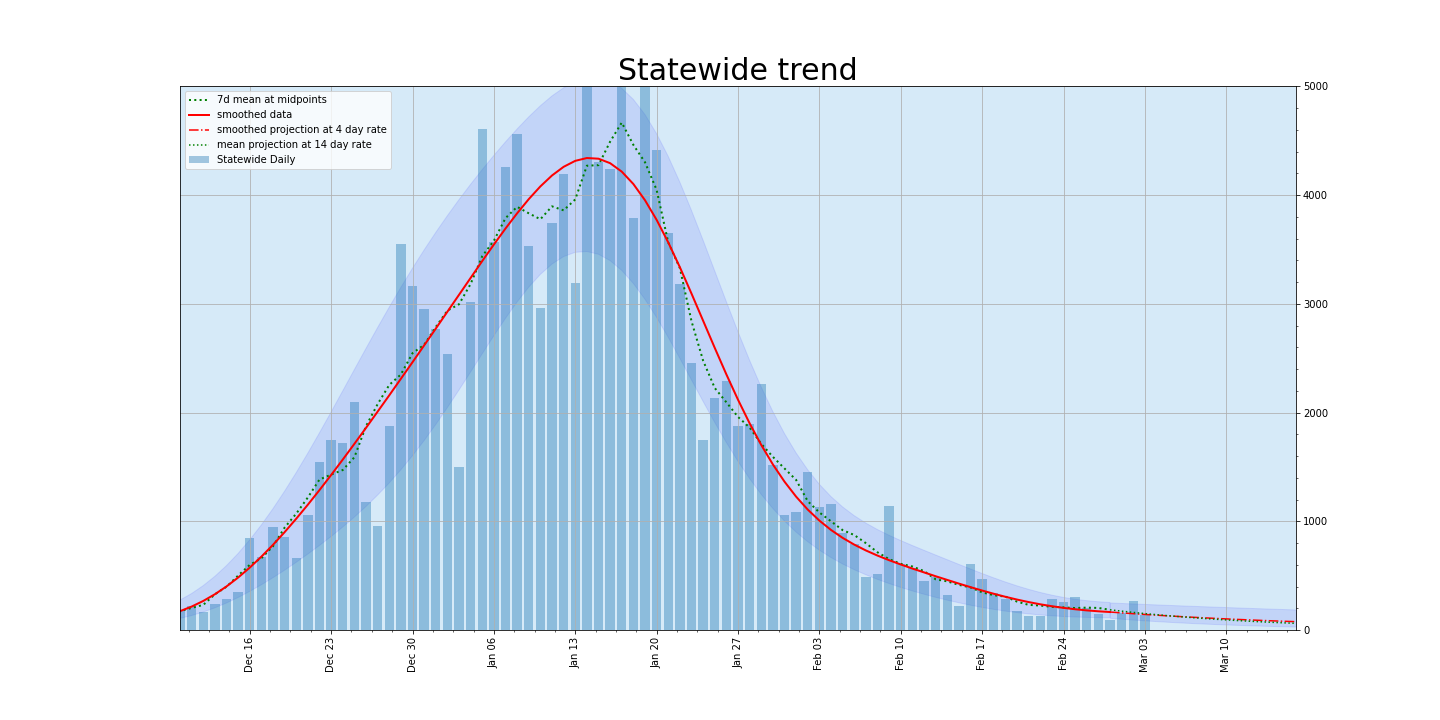 Statewide trend
7d mean at midpoints
smoothed data
smoothed projection at 4 day rate
mean projection at 14 day rate
Statewide Daily
5000
4000
3000
2000
1000
0
Dec 16
Dec 23
Dec 30
Jan 06
Jan 13
Jan 20
Jan 27
Feb 03
Feb 10
Feb 17
Feb 24
Mar 03
Mar 10